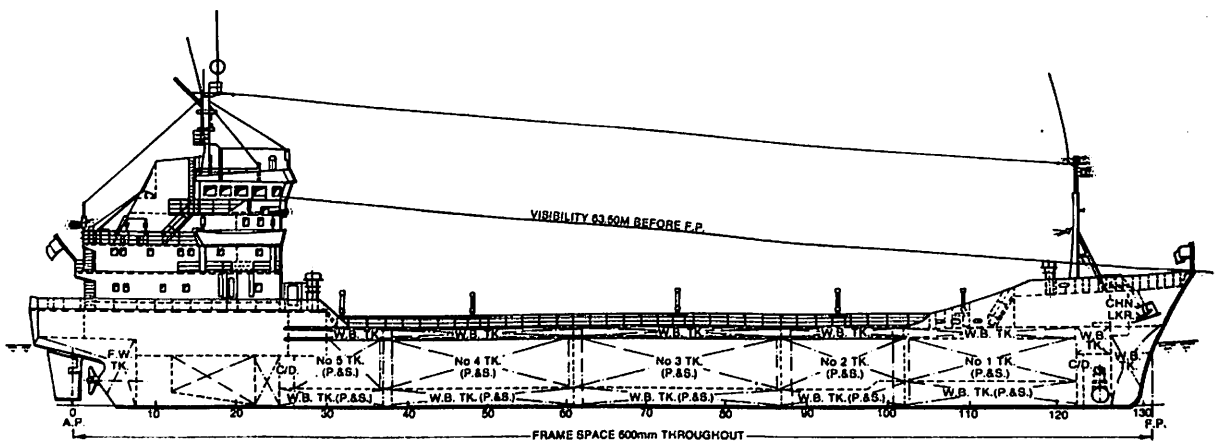 VISIBILITY 63.50M BEFORE F.P.
CHN.
LKR.
W.B. TK. W.B. TK. W.B. TK. W.B. TK. W.B. TK.
W.B. TK.
W.B. TK.
F.W. TK.
C/D.
No 5 TK. (P.&S.)
No 4 TK. (P.&S.)
No 3 TK. (P.&S.)
No 2 TK. (P.&S.)
No 1 TK. (P.&S.)
C/D.
W.B. TK. (P.&S.) W.B. TK. (P.&S.) W.B. TK. (P.&S.) W.B. TK. (P.&S.) W.B. TK. (P.&S.)
0 10 20 30 40 50 60 70 80 90 100 110 120 130
A.P. F.P.
FRAME SPACE 600mm THROUGHOUT